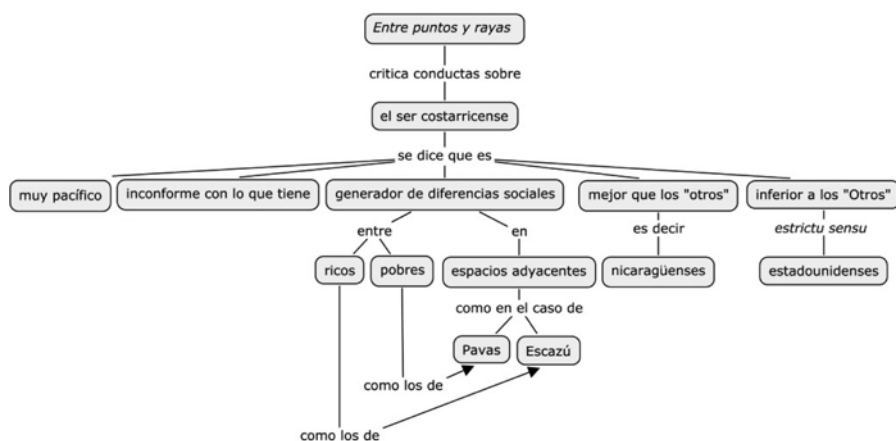 Entre puntos y rayas
critica conductas sobre
el ser costarricense
se dice que es
muy pacífico
inconforme con lo que tiene
generador de diferencias sociales
mejor que los "otros"
inferior a los "Otros"
entre
en
es decir
estrictu sensu
ricos
pobres
espacios adyacentes
nicaragüenses
estadounidenses
como en el caso de
Pavas
Escazú
como los de
como los de